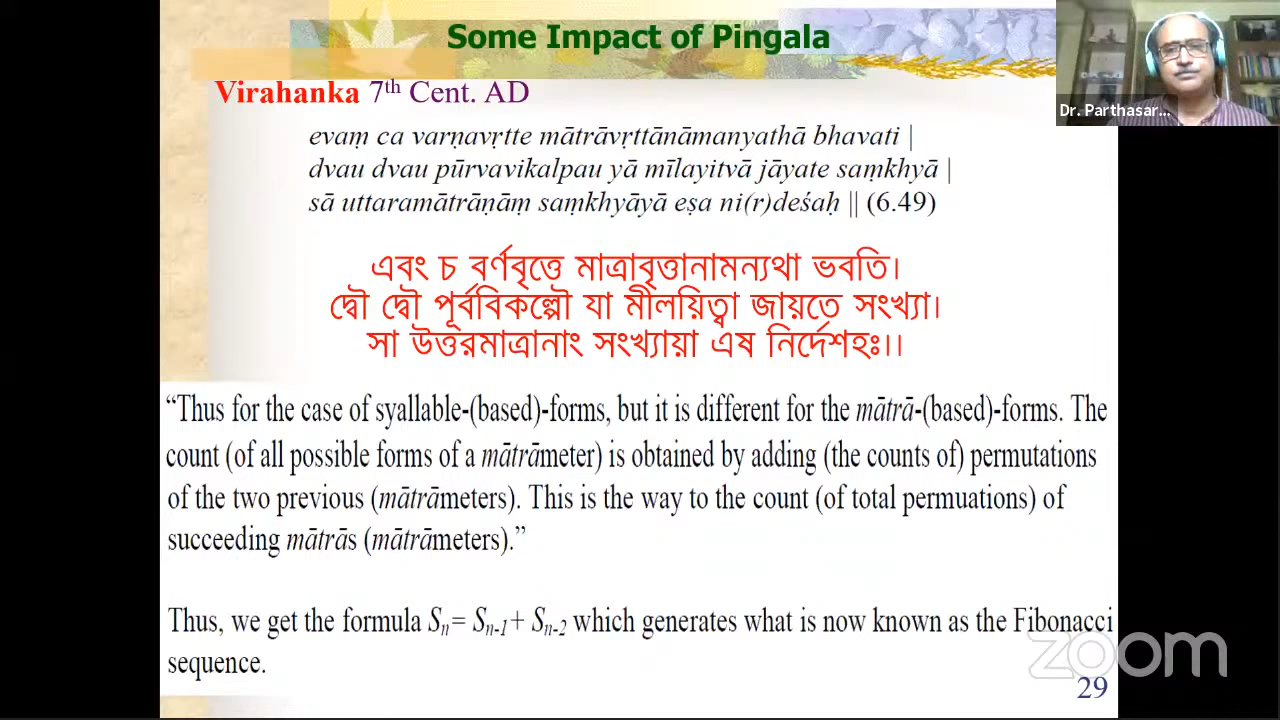 Some Impact of Pingala
Dr. Parthasar...
Virahanka 7th Cent. AD
evaṃ ca varṇavṛtte mātrāvṛttānāmanyathā bhavati |
dvau dvau pūrvavikalpau yā mīlayitvā jāyate saṃkhyā |
sā uttaramātrāṇāṃ saṃkhyāyā eṣa ni(r)deśaḥ || (6.49)
এবং চ বর্ণবৃত্তে মাত্রাবৃত্তানামন্যথা ভবতি।
দ্বৌ দ্বৌ পূর্ববিকল্পৌ যা মীলয়িত্বা জায়তে সংখ্যা।
সা উত্তরমাত্রানাং সংখ্যায়া এষ নির্দেশহঃ।।
“Thus for the case of syallable-(based)-forms, but it is different for the mātrā-(based)-forms. The
count (of all possible forms of a mātrāmeter) is obtained by adding (the counts of) permutations
of the two previous (mātrāmeters). This is the way to the count (of total permuations) of
succeeding mātrās (mātrāmeters).”
Thus, we get the formula Sn= Sn-1+ Sn-2 which generates what is now known as the Fibonacci
sequence.
zoom
29